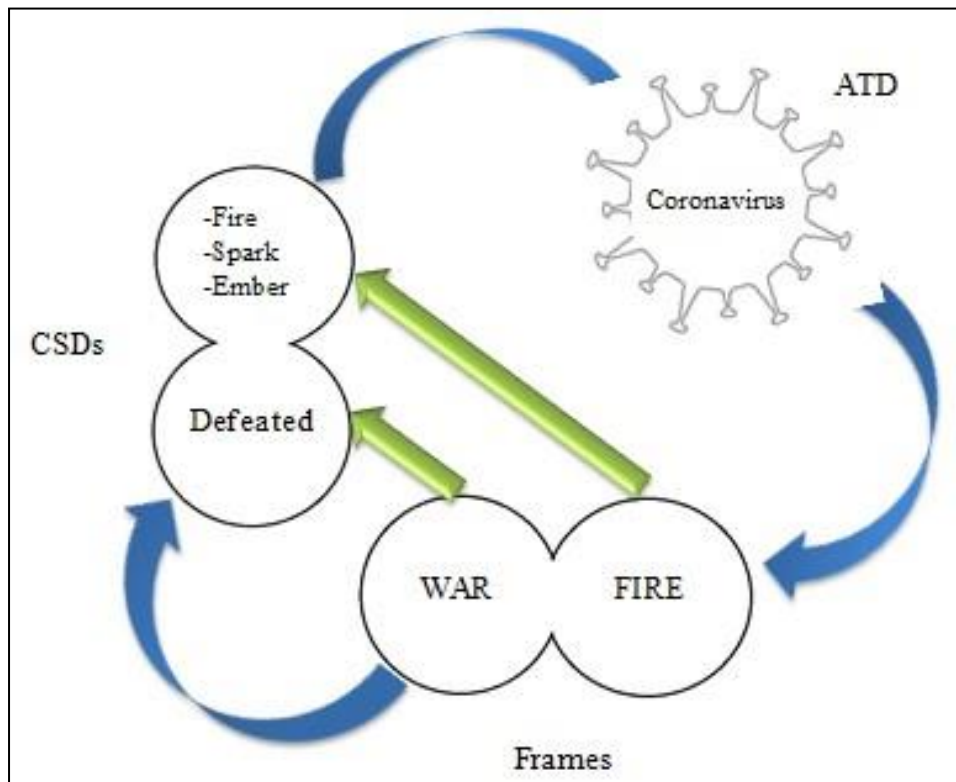 ATD
Coronavirus
-Fire
-Spark
-Ember
CSDs
Defeated
WAR
FIRE
Frames